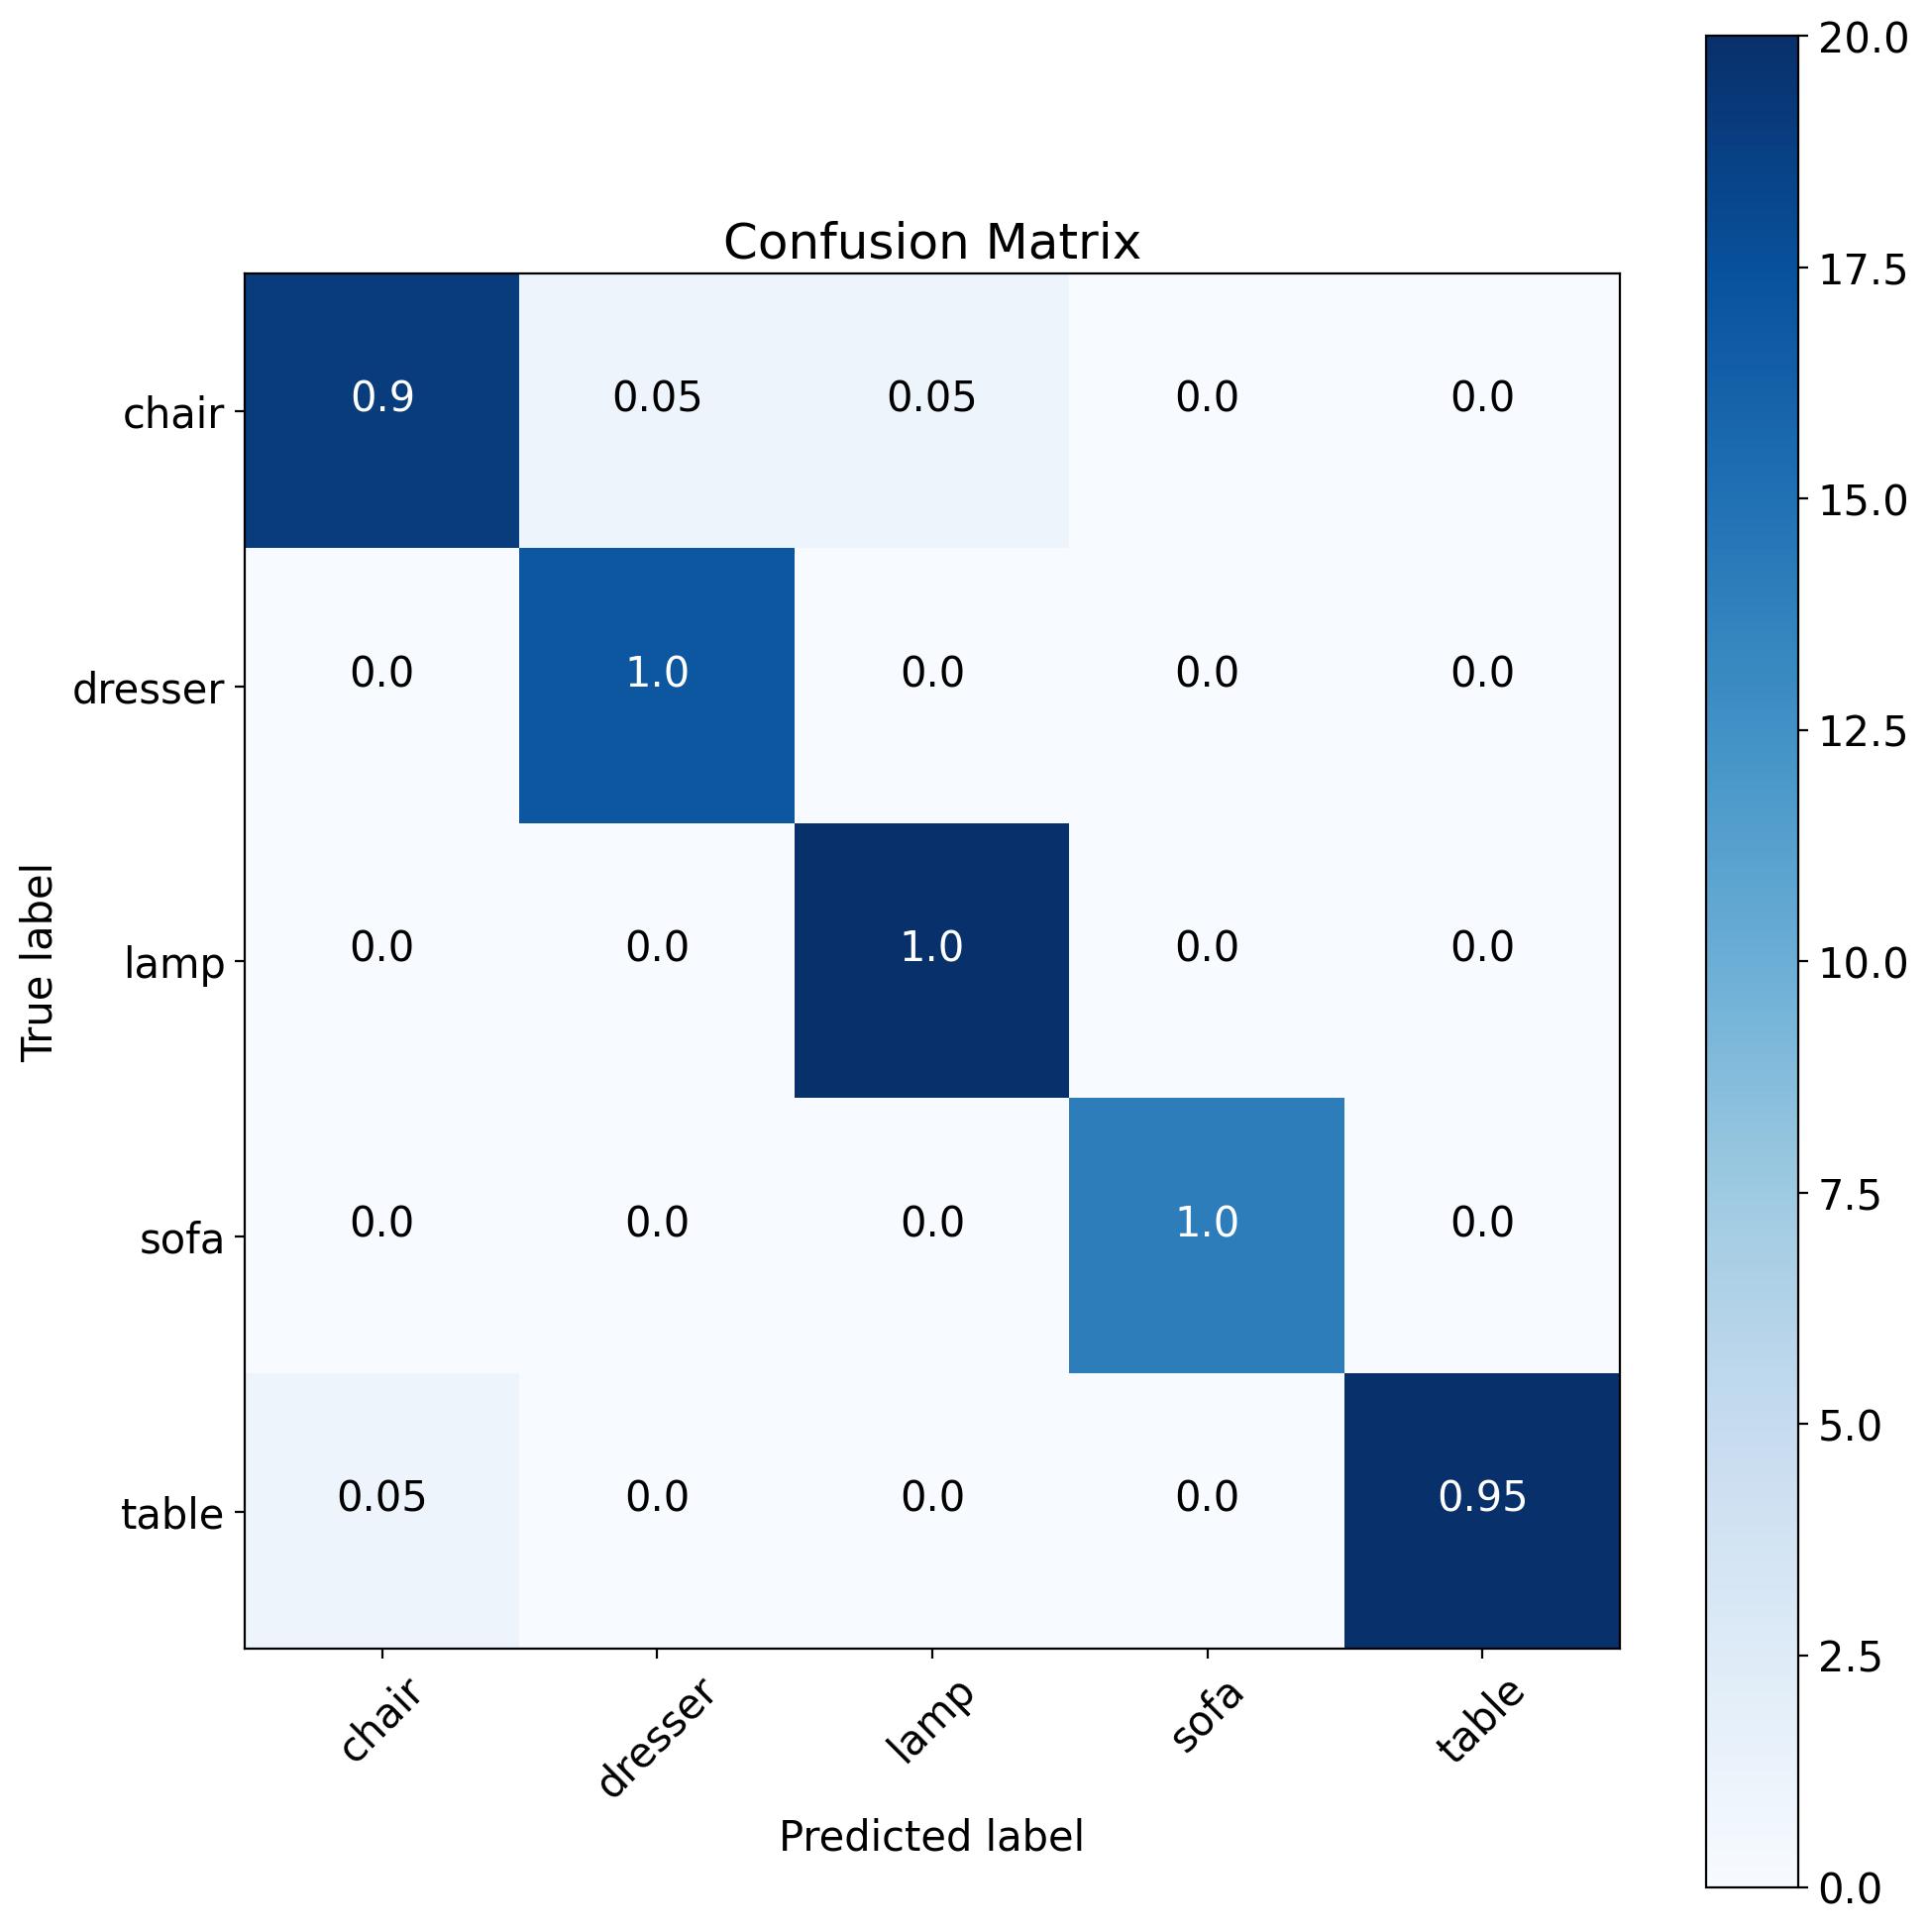 Confusion Matrix
True label
chair 0.9 0.05 0.05 0.0 0.0
dresser 0.0 1.0 0.0 0.0 0.0
lamp 0.0 0.0 1.0 0.0 0.0
sofa 0.0 0.0 0.0 1.0 0.0
table 0.05 0.0 0.0 0.0 0.95
chair dresser lamp sofa table
Predicted label
20.0
17.5
15.0
12.5
10.0
7.5
5.0
2.5
0.0